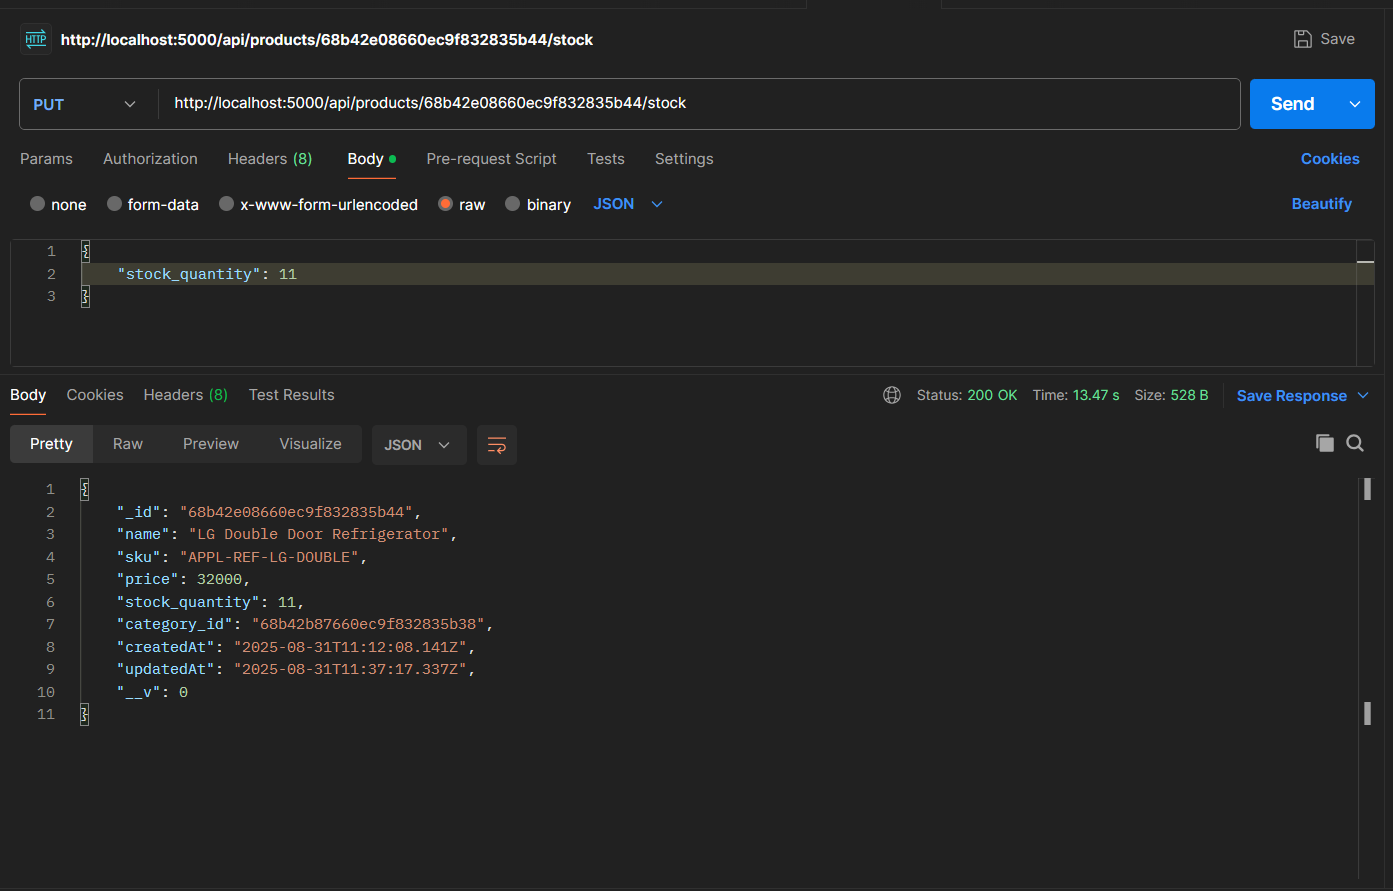 HTTP http://localhost:5000/api/products/68b42e08660ec9f832835b44/stock Save
PUT http://localhost:5000/api/products/68b42e08660ec9f832835b44/stock Send
Params Authorization Headers (8) Body Pre-request Script Tests Settings Cookies
none form-data x-www-form-urlencoded raw binary JSON Beautify
1 {
2 "stock_quantity": 11
3 }
Body Cookies Headers (8) Test Results Status: 200 OK Time: 13.47 s Size: 528 B Save Response
Pretty Raw Preview Visualize JSON
1 {
2 "_id": "68b42e08660ec9f832835b44",
3 "name": "LG Double Door Refrigerator",
4 "sku": "APPL-REF-LG-DOUBLE",
5 "price": 32000,
6 "stock_quantity": 11,
7 "category_id": "68b42b87660ec9f832835b38",
8 "createdAt": "2025-08-31T11:12:08.141Z",
9 "updatedAt": "2025-08-31T11:37:17.337Z",
10 "__v": 0
11 }